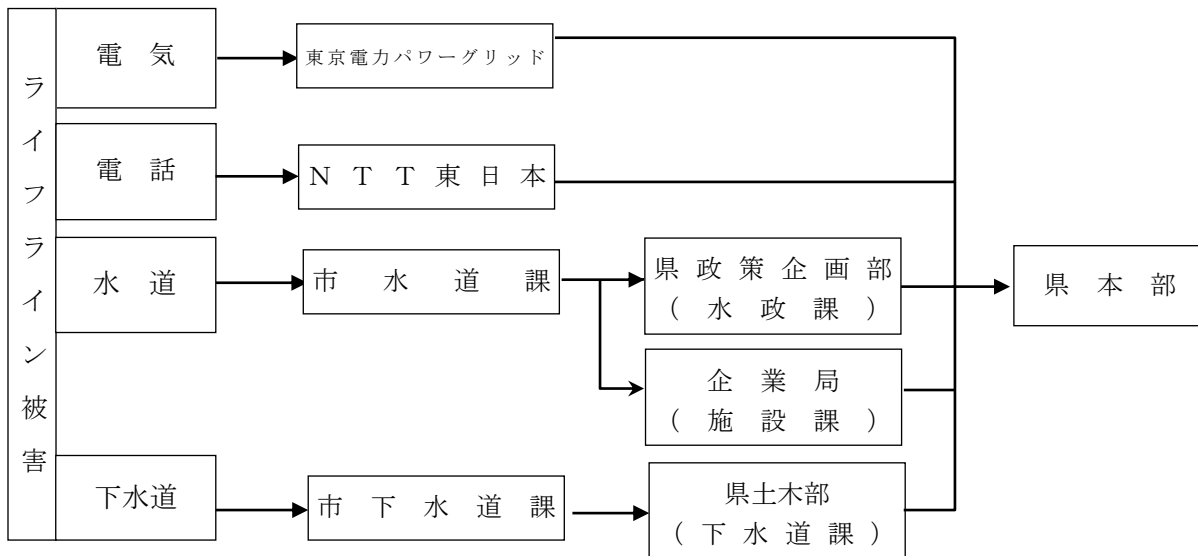 ライフライン被害
電気
東京電力パワーグリッド
電話
NTT東日本
水道
市水道課
県政策企画部
(水政課)
県本部
企業局
(施設課)
下水道
市下水道課
県土木部
(下水道課)